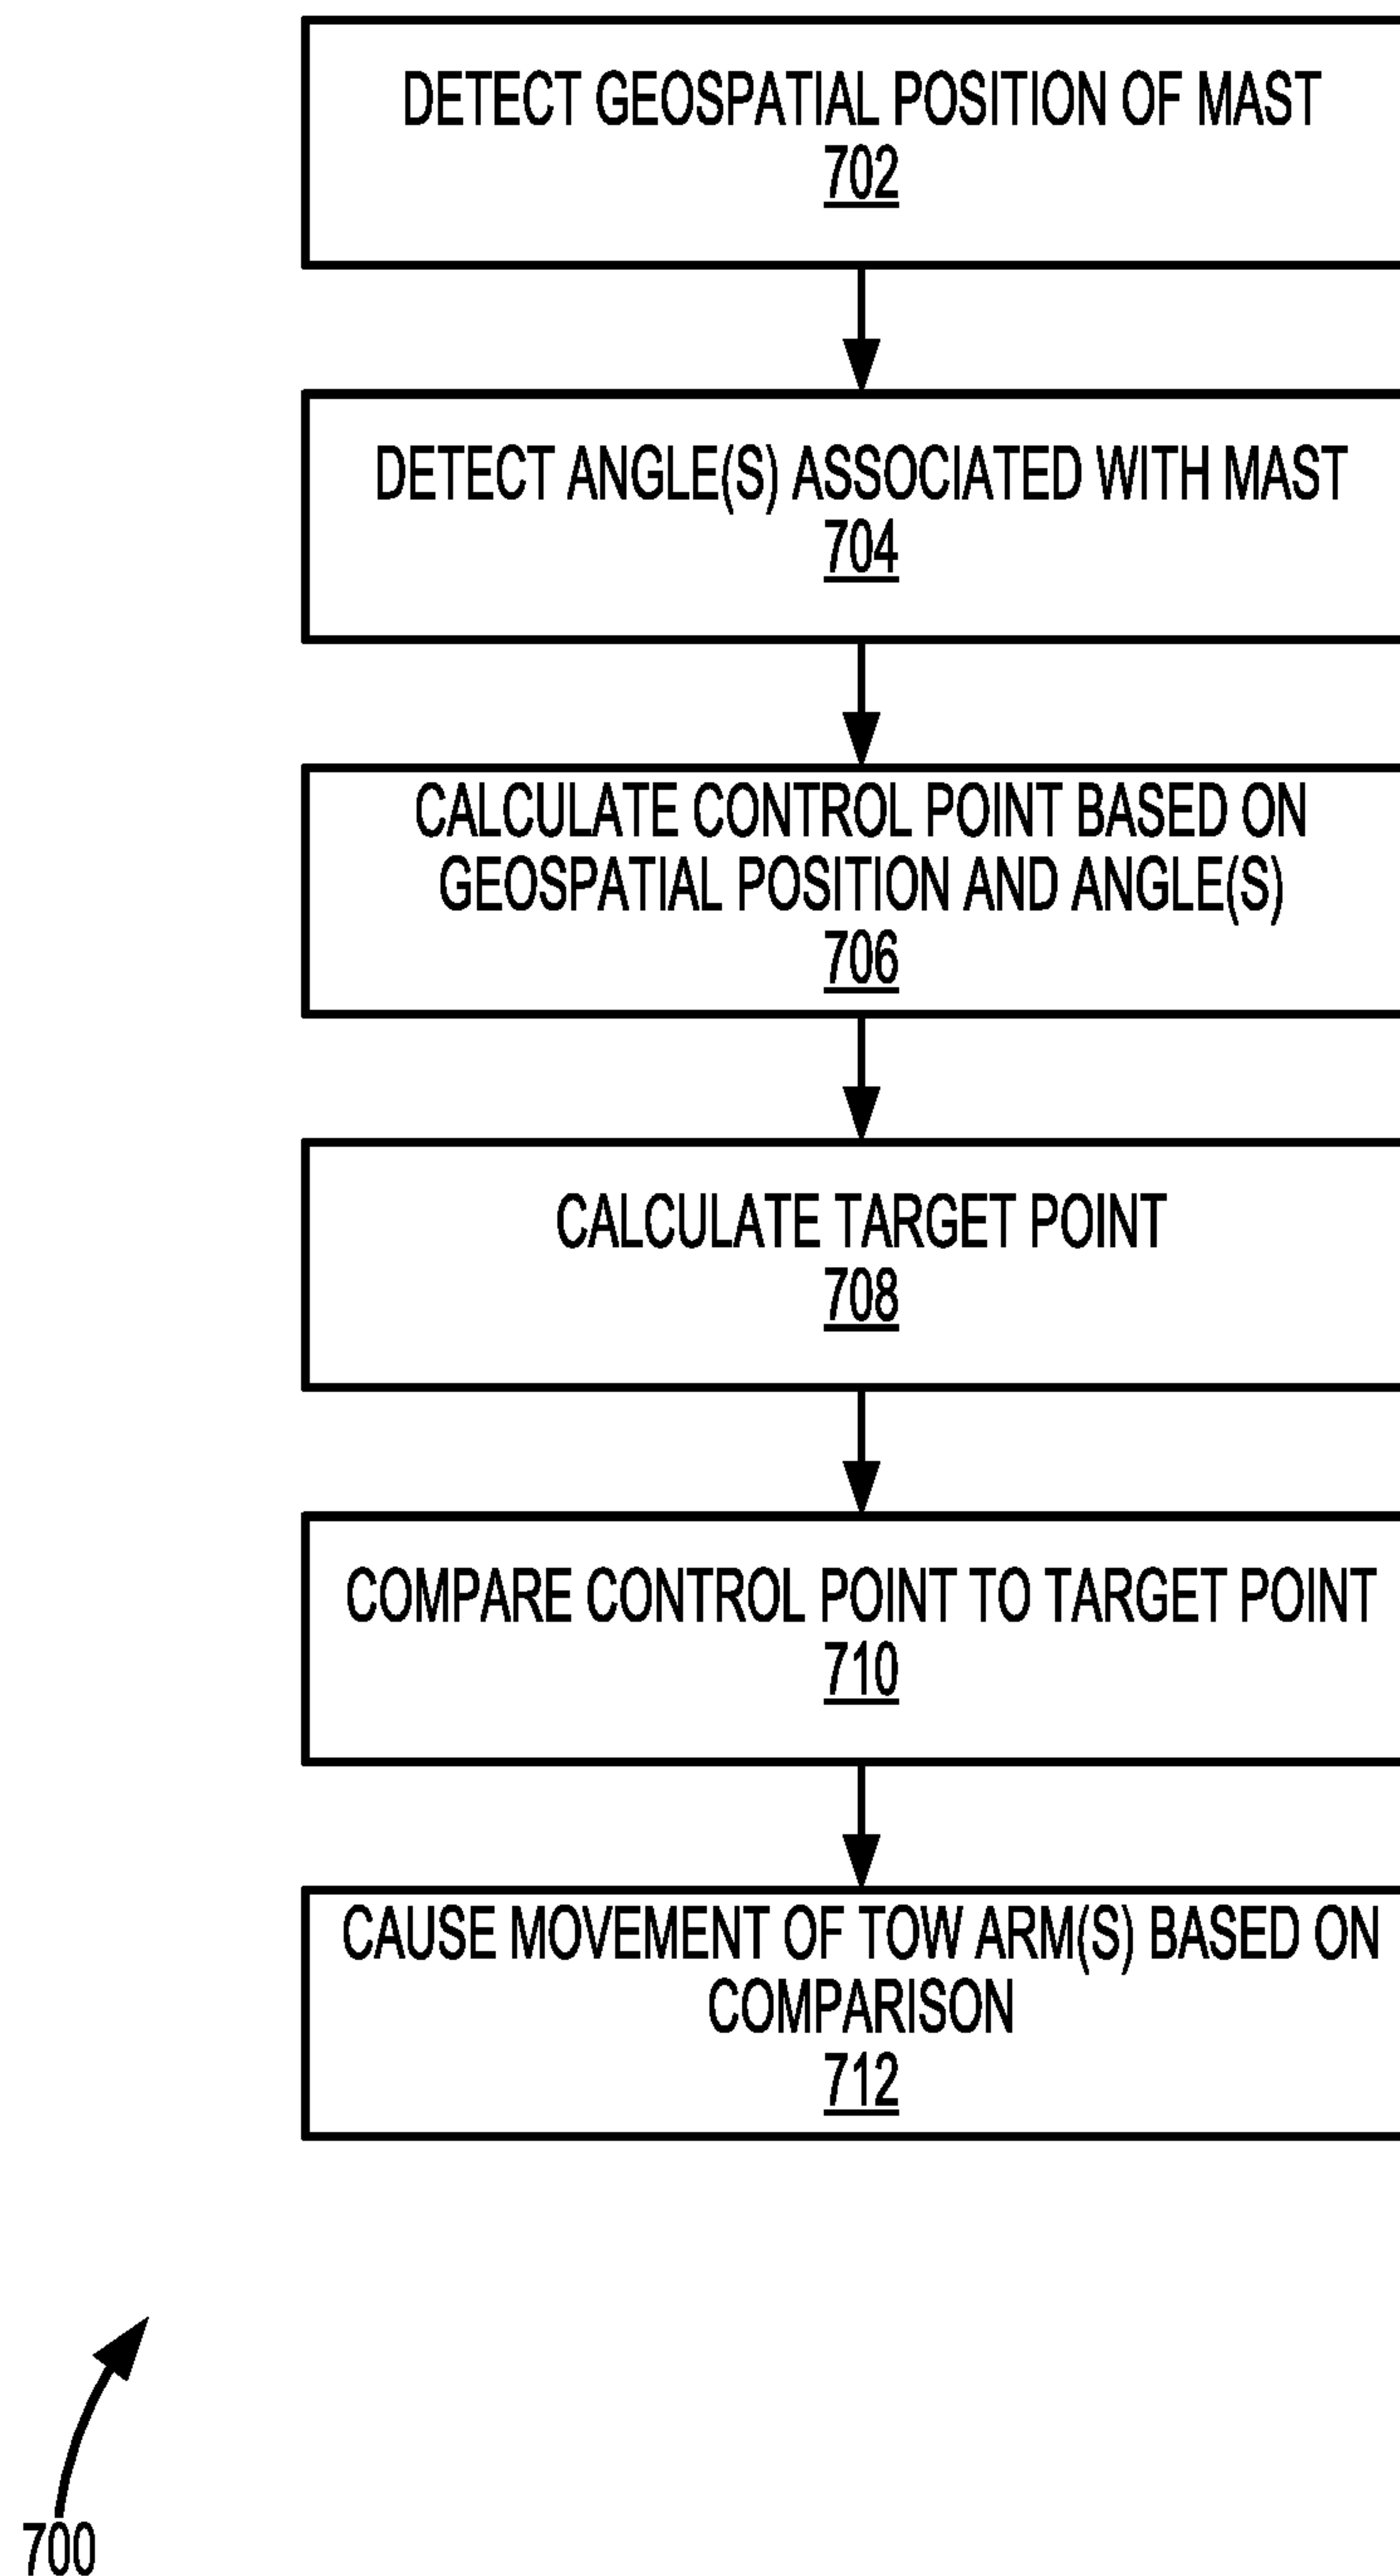 DETECT GEOSPATIAL POSITION OF MAST
702
DETECT ANGLE(S) ASSOCIATED WITH MAST
704
CALCULATE CONTROL POINT BASED ON
GEOSPATIAL POSITION AND ANGLE(S)
706
CALCULATE TARGET POINT
708
COMPARE CONTROL POINT TO TARGET POINT
710
CAUSE MOVEMENT OF TOW ARM(S) BASED ON
COMPARISON
712
700